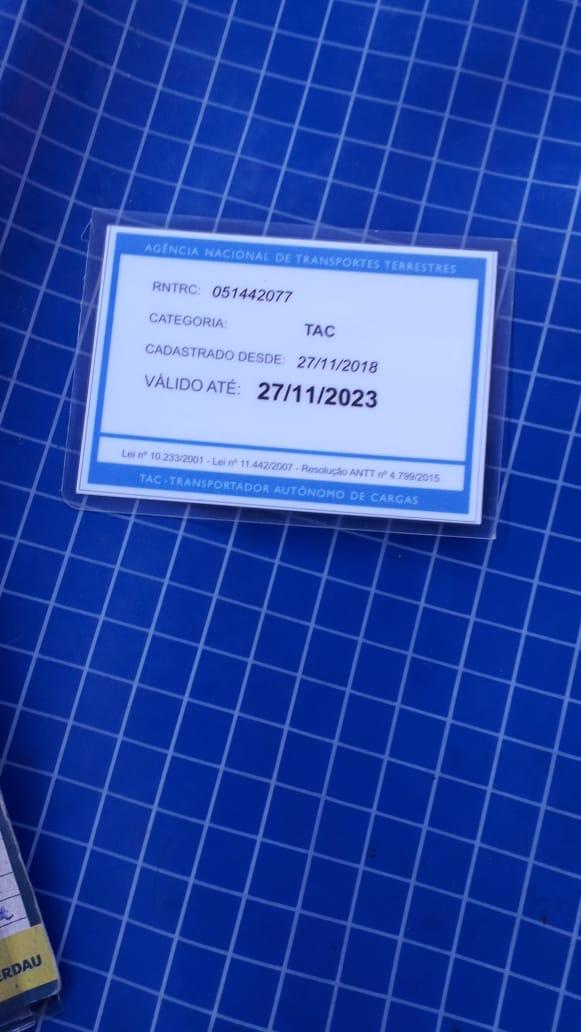 AGÊNCIA NACIONAL DE TRANSPORTES TERRESTRES
RNTRC: 051442077
CATEGORIA: TAC
CADASTRADO DESDE: 27/11/2018
VÁLIDO ATÉ: 27/11/2023
Lei nº 10.233/2001 - Lei nº 11.442/2007 - Resolução ANTT nº 4.799/2015
TAC - TRANSPORTADOR AUTÔNOMO DE CARGAS
ERDAU